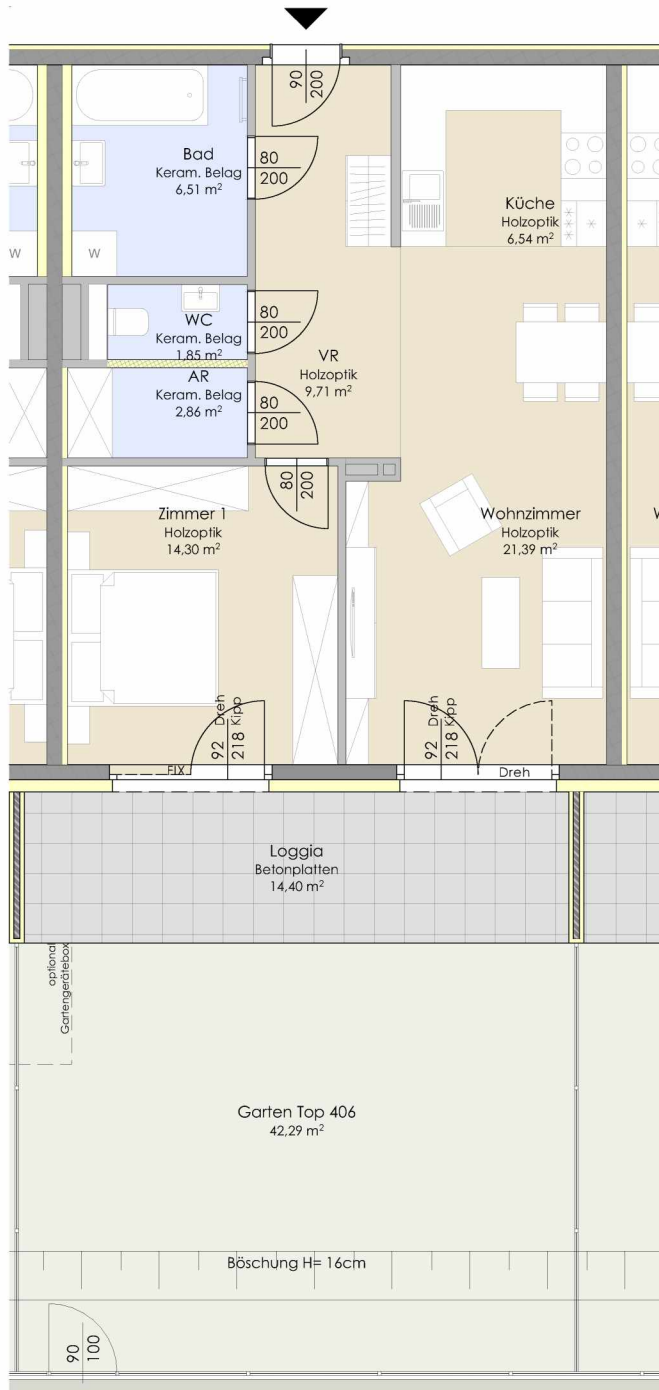 90
200
Bad
Keram. Belag
6,51 m²
80
200
Küche
Holzoptik
6,54 m²
W
W
WC
Keram. Belag
1,85 m²
80
200
VR
Holzoptik
9,71 m²
AR
Keram. Belag
2,86 m²
80
200
80
200
Zimmer 1
Holzoptik
14,30 m²
Wohnzimmer
Holzoptik
21,39 m²
W
92
218
Dreh
Kipp
92
218
Dreh
Kipp
FIX
Dreh
Loggia
Betonplatten
14,40 m²
optional
Gartengerätebox
Garten Top 406
42,29 m²
Böschung H= 16cm
90
100